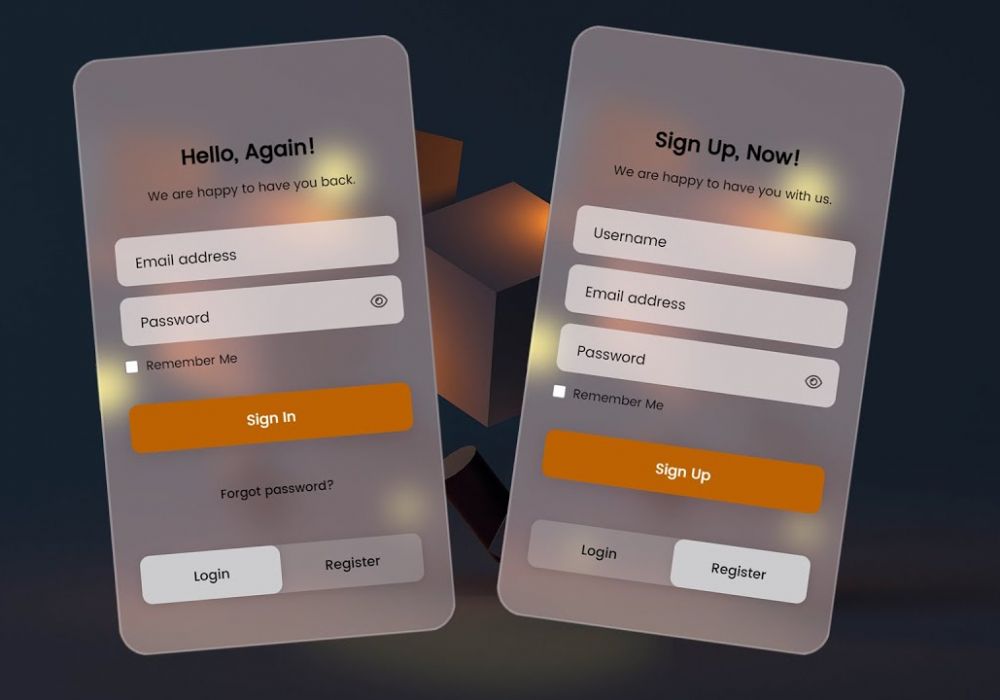 Hello, Again!
We are happy to have you back.
Email address
Password
Remember Me
Sign In
Forgot password?
Login
Register
Sign Up, Now!
We are happy to have you with us.
Username
Email address
Password
Remember Me
Sign Up
Login
Register